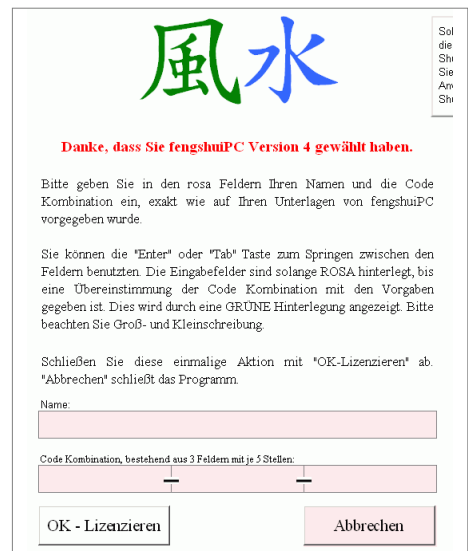 風水
Sol
die
Sh
Sie
An
Sh
Danke, dass Sie fengshuiPC Version 4 gewählt haben.
Bitte geben Sie in den rosa Feldern Ihren Namen und die Code
Kombination ein, exakt wie auf Ihren Unterlagen von fengshuiPC
vorgegeben wurde.
Sie können die "Enter" oder "Tab" Taste zum Springen zwischen den
Feldern benutzten. Die Eingabefelder sind solange ROSA hinterlegt, bis
eine Übereinstimmung der Code Kombination mit den Vorgaben
gegeben ist. Dies wird durch eine GRÜNE Hinterlegung angezeigt. Bitte
beachten Sie Groß- und Kleinschreibung.
Schließen Sie diese einmalige Aktion mit "OK-Lizenzieren" ab.
"Abbrechen" schließt das Programm.
Name:
Code Kombination, bestehend aus 3 Feldern mit je 5 Stellen:
OK - Lizenzieren
Abbrechen